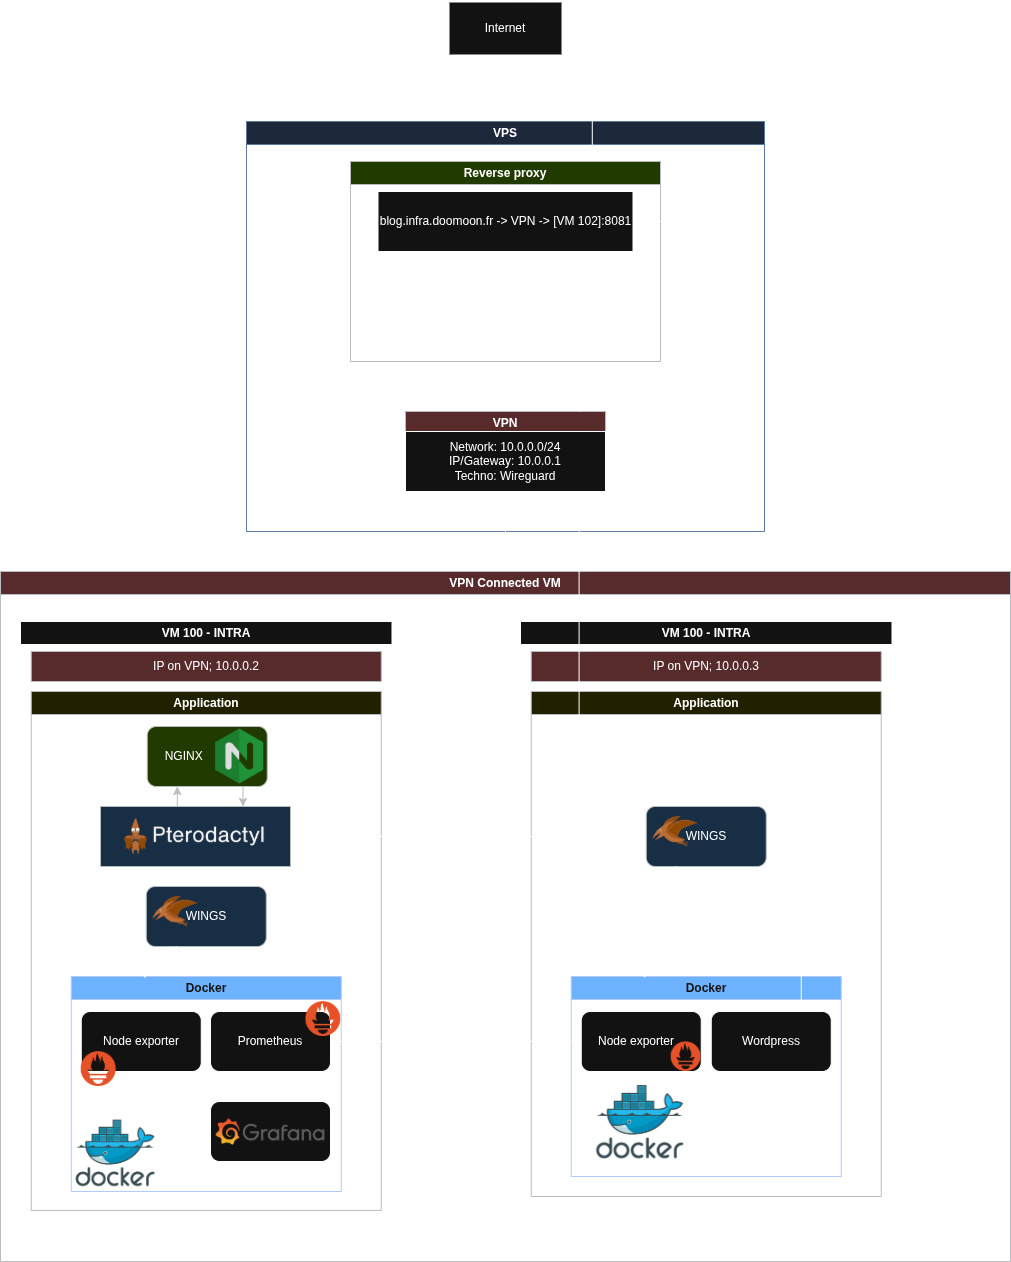 Internet
VPS
Reverse proxy
blog.infra.doomoon.fr -> VPN -> [VM 102]:8081
VPN
Network: 10.0.0.0/24
IP/Gateway: 10.0.0.1
Techno: Wireguard
VPN Connected VM
VM 100 - INTRA
IP on VPN; 10.0.0.2
Application
NGINX
Pterodactyl
WINGS
Docker
Node exporter
Prometheus
Grafana
docker
VM 100 - INTRA
IP on VPN; 10.0.0.3
Application
WINGS
Docker
Node exporter
Wordpress
docker